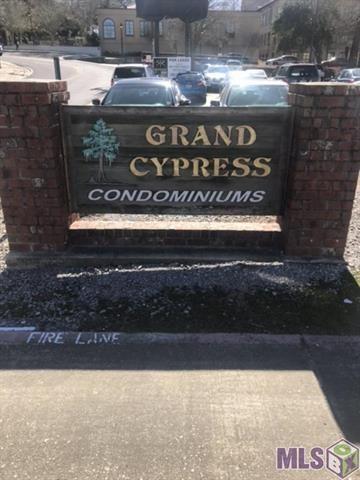 GRAND
CYPRESS
CONDOMINIUMS
FIRE LANE
MLS